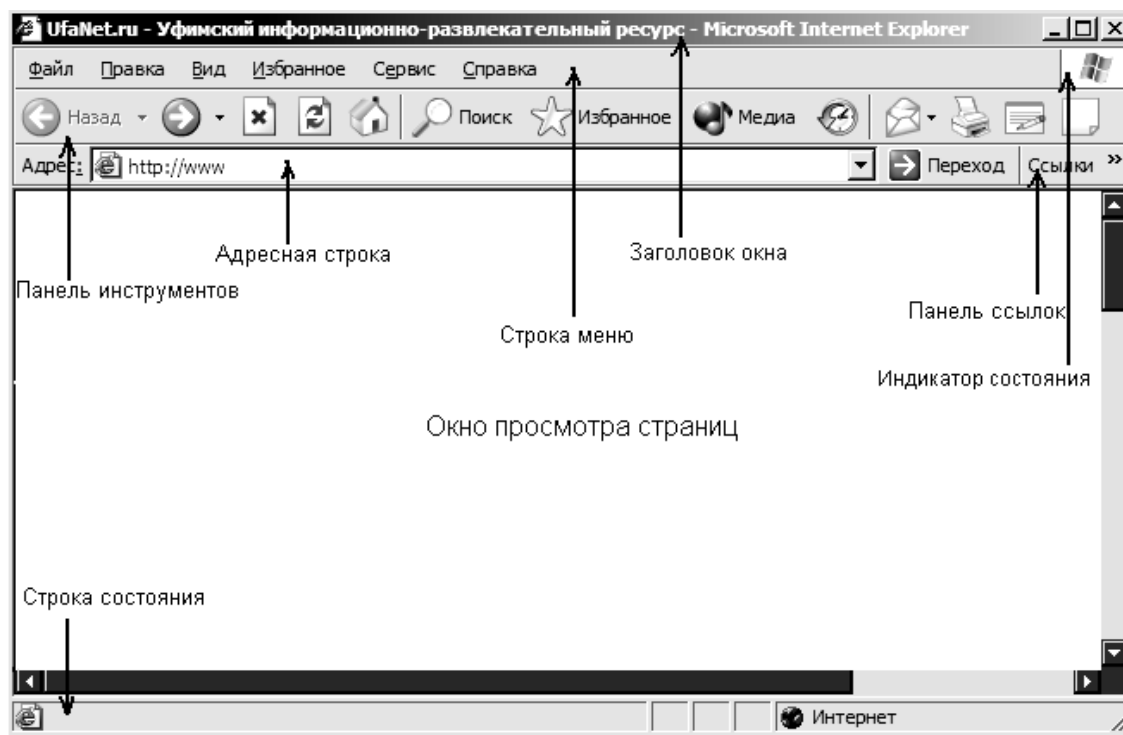 UfaNet.ru - Уфимский информационно-развлекательный ресурс - Microsoft Internet Explorer
Файл Правка Вид Избранное Сервис Справка
Назад Поиск Избранное Медиа
Адрес: http://www Переход Ссылки »
Адресная строка Заголовок окна
Панель инструментов
Панель ссылок
Строка меню
Индикатор состояния
Окно просмотра страниц
Строка состояния
Интернет